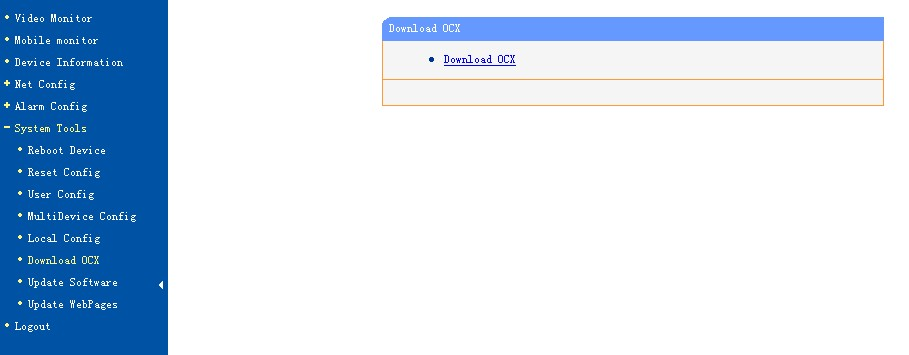 Video Monitor
Mobile monitor
Device Information
Net Config
Alarm Config
System Tools
Reboot Device
Reset Config
User Config
MultiDevice Config
Local Config
Download OCX
Update Software
Update WebPages
Logout
Download OCX
Download OCX